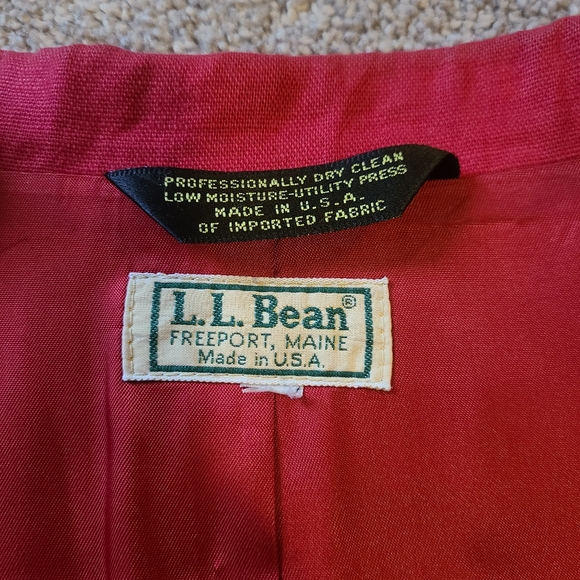 PROFESSIONALLY DRY CLEAN
LOW MOISTURE-UTILITY PRESS
MADE IN U.S.A.
OF IMPORTED FABRIC
L.L. Bean®
FREEPORT, MAINE
Made in U.S.A.